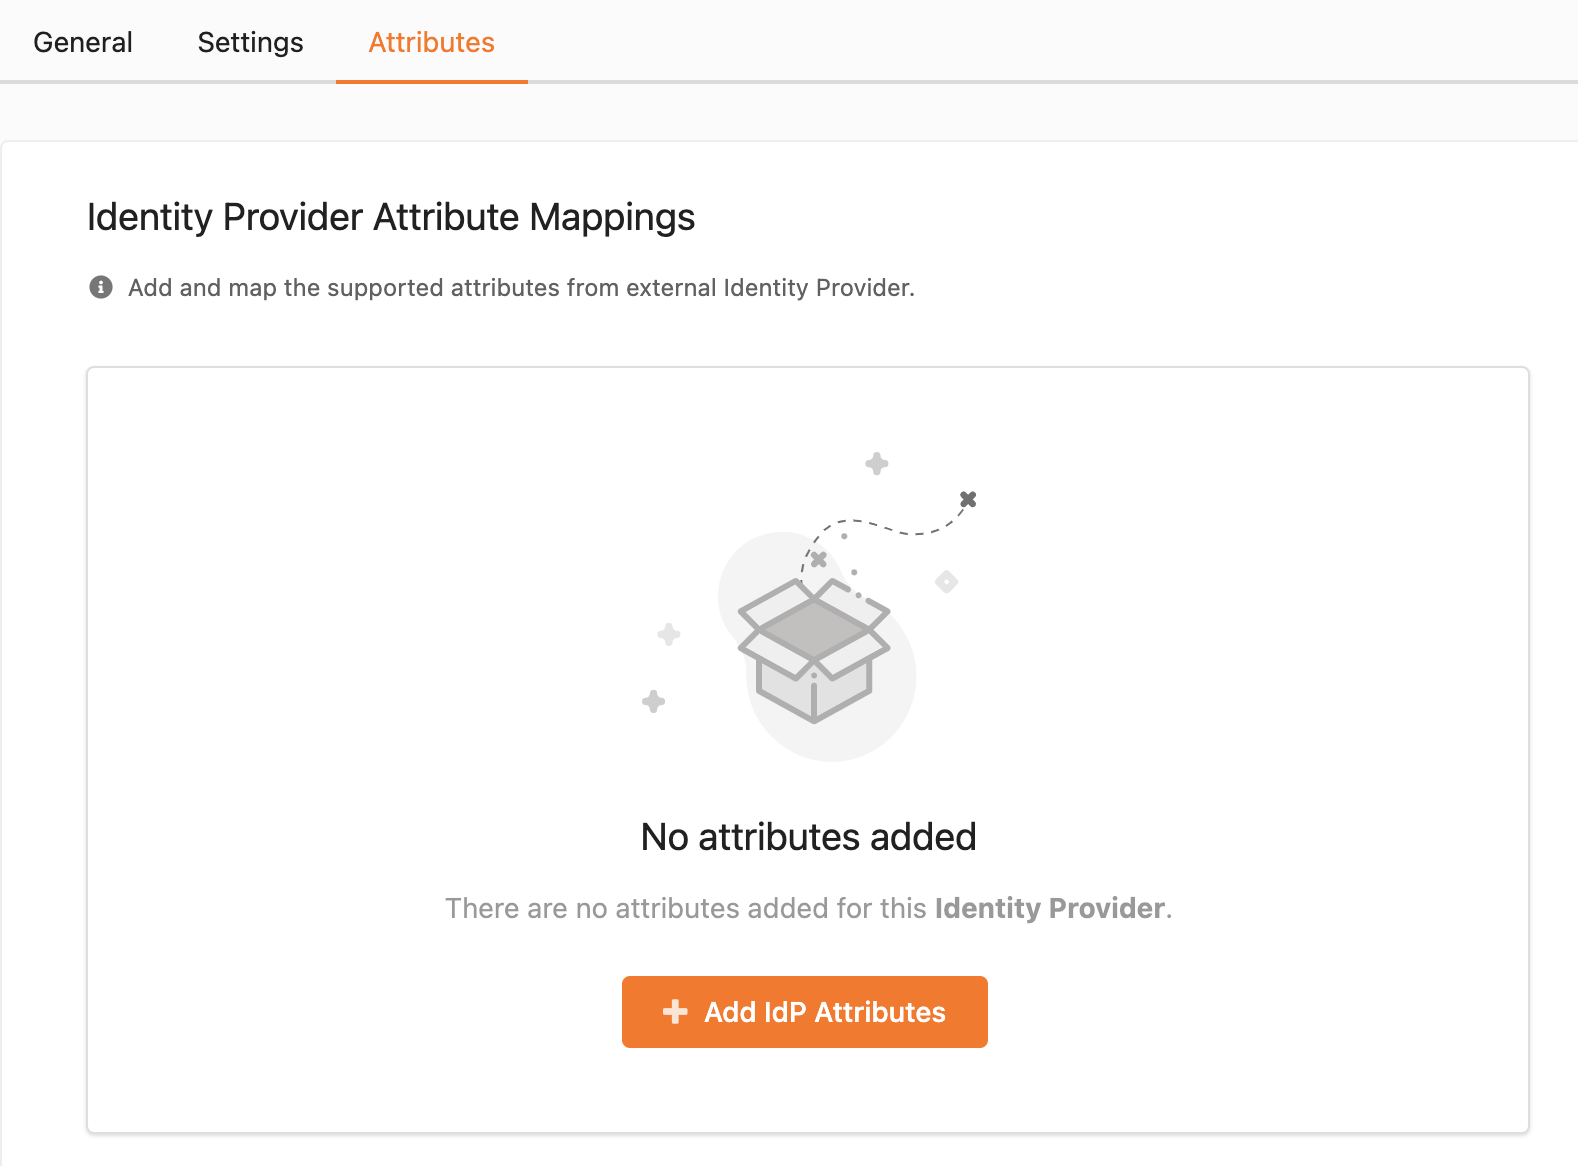 General Settings Attributes
Identity Provider Attribute Mappings
Add and map the supported attributes from external Identity Provider.
No attributes added
There are no attributes added for this Identity Provider.
Add IdP Attributes